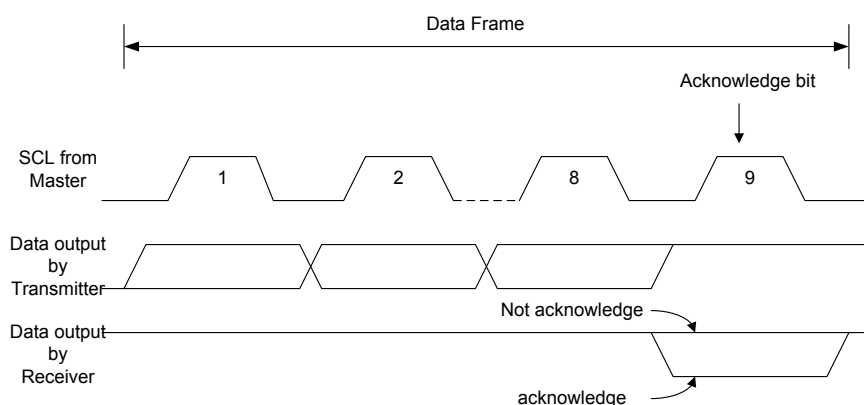 Data Frame
Acknowledge bit
SCL from
Master
1
2
8
9
Data output
by
Transmitter
Not acknowledge
Data output
by
Receiver
acknowledge